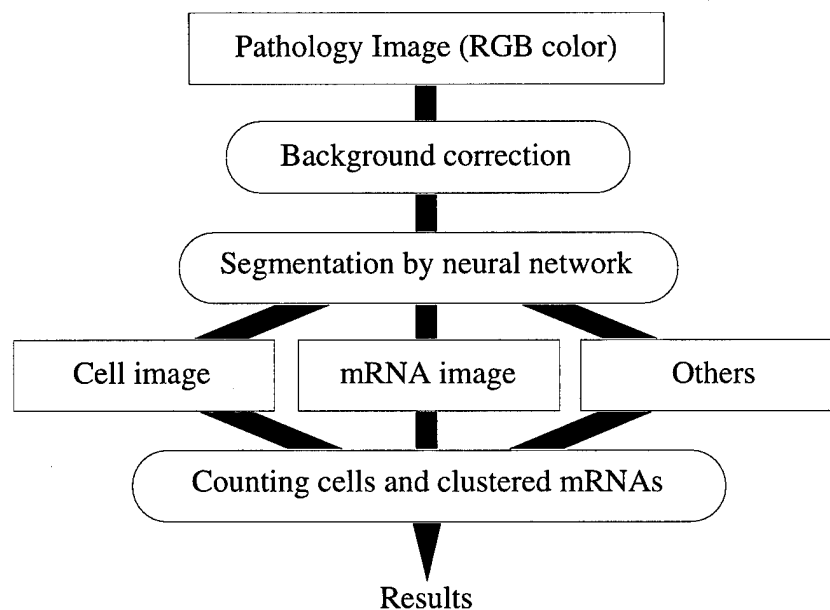 Pathology Image (RGB color)
Background correction
Segmentation by neural network
Cell image
mRNA image
Others
Counting cells and clustered mRNAs
Results